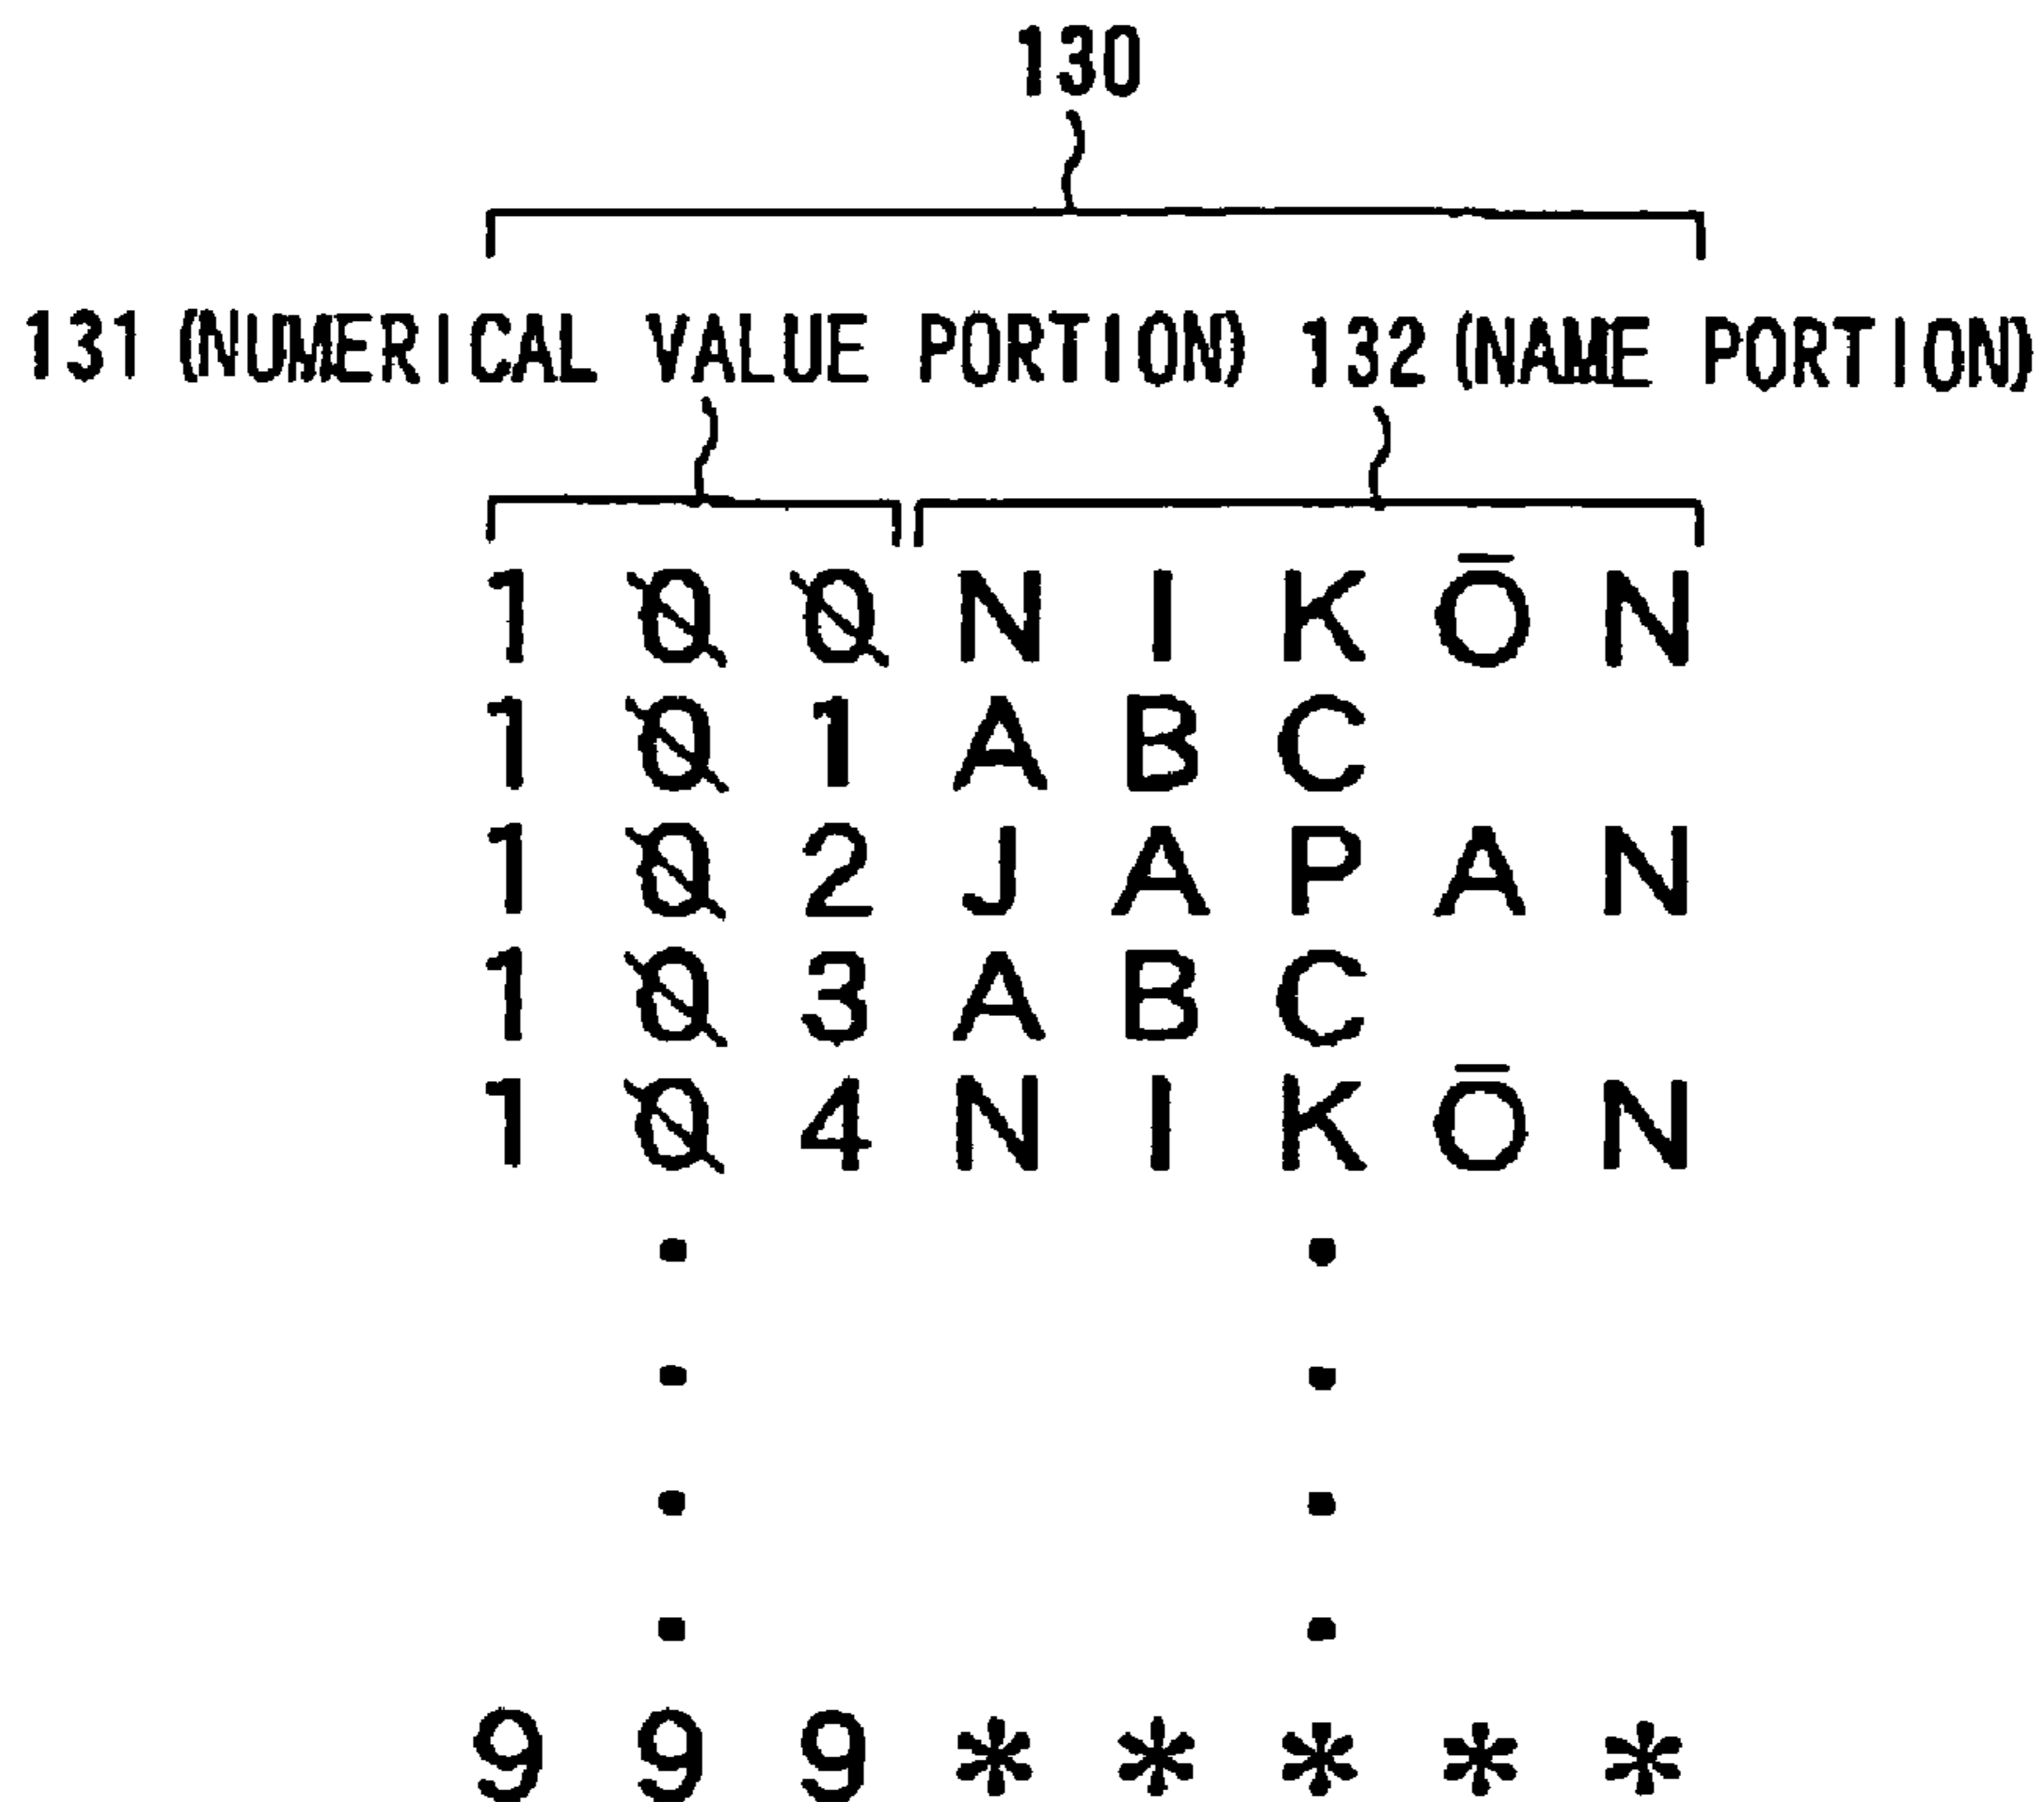 130
131 (NUMERICAL VALUE PORTION) 132 (NAME PORTION)
1 0̷ 0̷ N I K Ō N
1 0̷ 1 A B C
1 0̷ 2 J A P A N
1 0̷ 3 A B C
1 0̷ 4 N I K Ō N
9 9 9 * * * * *